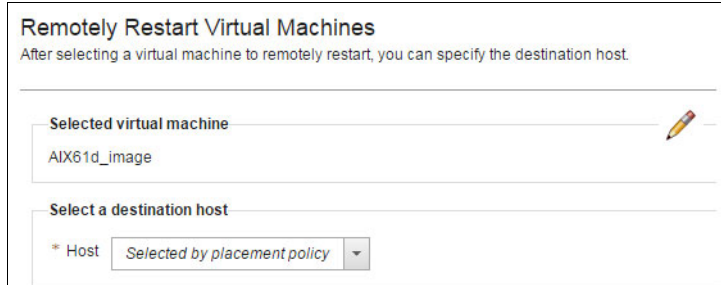 Remotely Restart Virtual Machines
After selecting a virtual machine to remotely restart, you can specify the destination host.
Selected virtual machine
AIX61d_image
Select a destination host
* Host Selected by placement policy